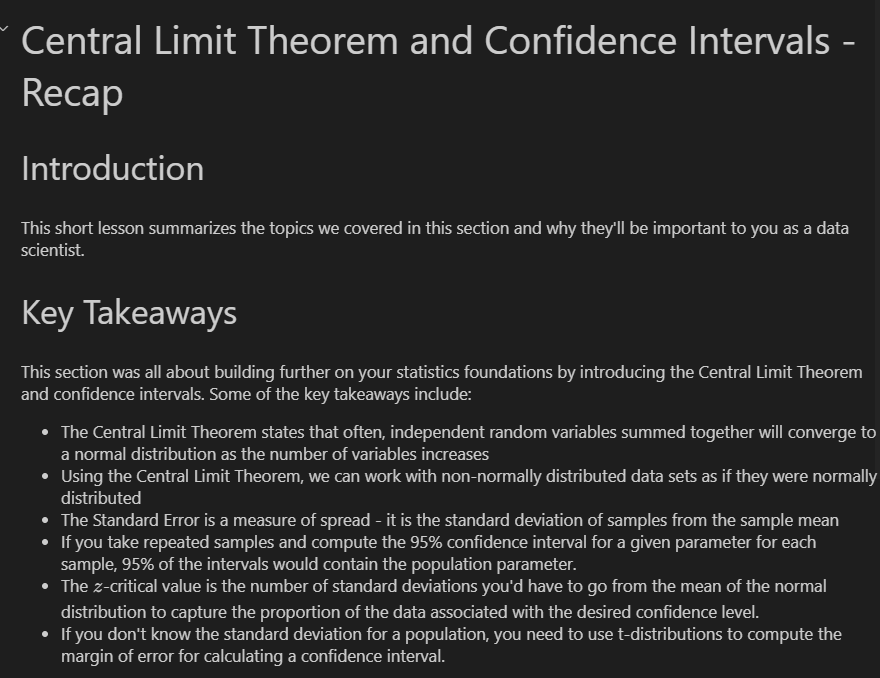 Central Limit Theorem and Confidence Intervals -
Recap
Introduction
This short lesson summarizes the topics we covered in this section and why they'll be important to you as a data
scientist.
Key Takeaways
This section was all about building further on your statistics foundations by introducing the Central Limit Theorem
and confidence intervals. Some of the key takeaways include:
• The Central Limit Theorem states that often, independent random variables summed together will converge to
a normal distribution as the number of variables increases
• Using the Central Limit Theorem, we can work with non-normally distributed data sets as if they were normally
distributed
• The Standard Error is a measure of spread - it is the standard deviation of samples from the sample mean
• If you take repeated samples and compute the 95% confidence interval for a given parameter for each
sample, 95% of the intervals would contain the population parameter.
• The z-critical value is the number of standard deviations you'd have to go from the mean of the normal
distribution to capture the proportion of the data associated with the desired confidence level.
• If you don't know the standard deviation for a population, you need to use t-distributions to compute the
margin of error for calculating a confidence interval.